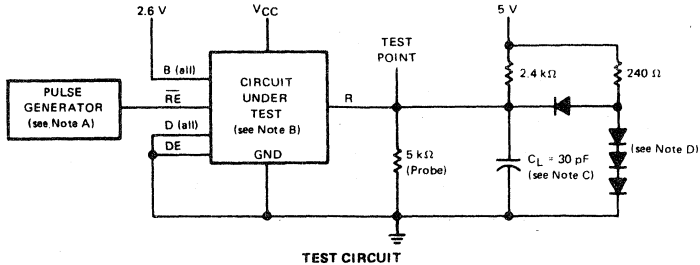 2.6 V
VCC
5 V
TEST
POINT
B (all)
2.4 kΩ
240 Ω
PULSE
GENERATOR
(see Note A)
RE
CIRCUIT
UNDER
TEST
(see Note B)
GND
R
D (all)
DE
5 kΩ
(Probe)
CL = 30 pF
(see Note C)
(see Note D)
TEST CIRCUIT